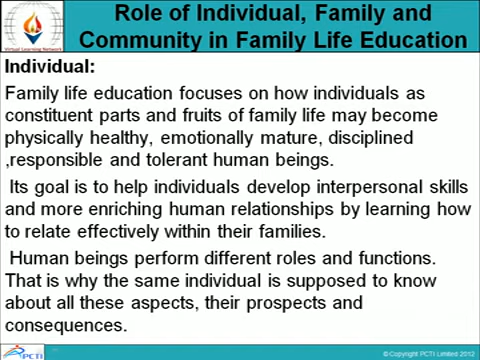 Role of Individual, Family and
Community in Family Life Education
Virtual Learning Network
Individual:
Family life education focuses on how individuals as
constituent parts and fruits of family life may become
physically healthy, emotionally mature, disciplined
,responsible and tolerant human beings.
Its goal is to help individuals develop interpersonal skills
and more enriching human relationships by learning how
to relate effectively within their families.
Human beings perform different roles and functions.
That is why the same individual is supposed to know
about all these aspects, their prospects and
consequences.
PCTI
© Copyright PCTI Limited 2012